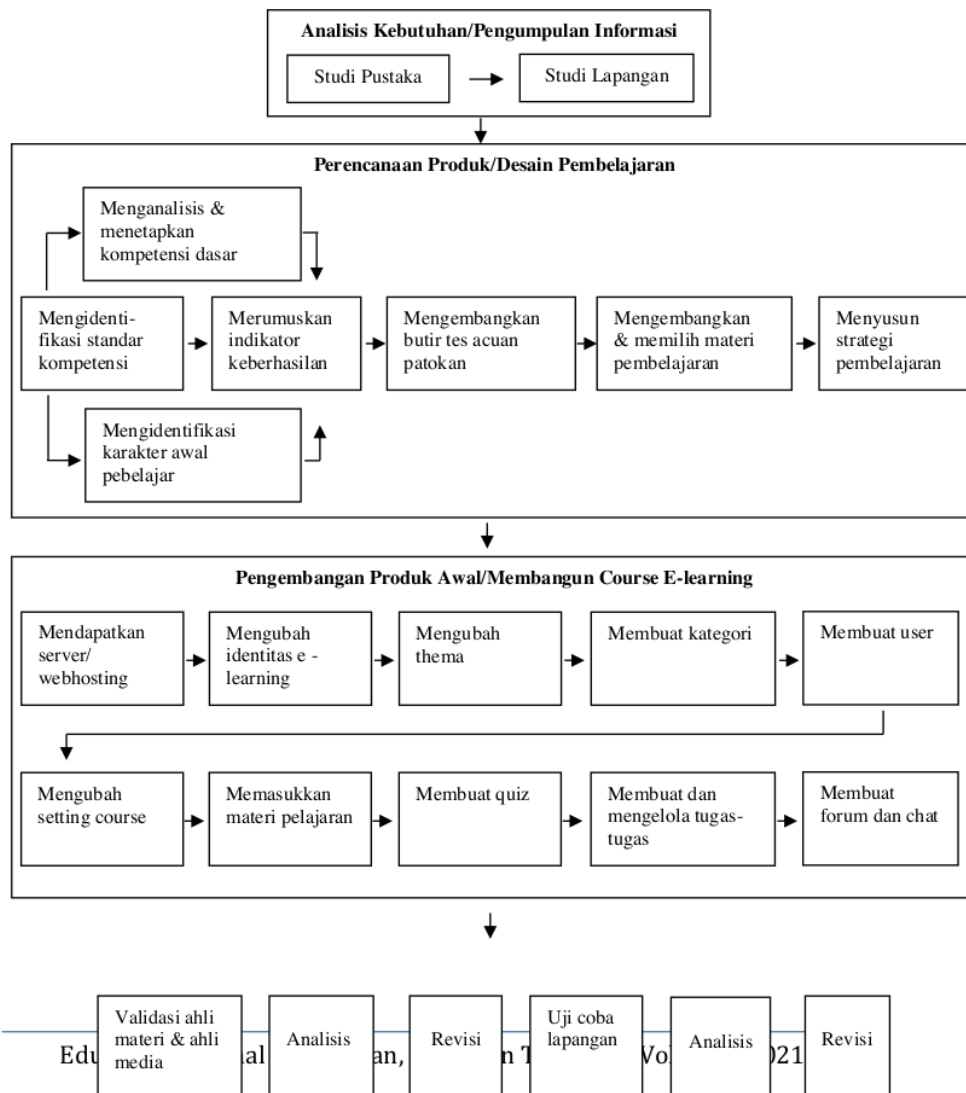 Analisis Kebutuhan/Pengumpulan Informasi
Studi Pustaka
Studi Lapangan
Perencanaan Produk/Desain Pembelajaran
Menganalisis &
menetapkan
kompetensi dasar
Mengidenti-
fikasi standar
kompetensi
Merumuskan
indikator
keberhasilan
Mengembangkan
butir tes acuan
patokan
Mengembangkan
& memilih materi
pembelajaran
Menyusun
strategi
pembelajaran
Mengidentifikasi
karakter awal
pebelajar
Pengembangan Produk Awal/Membangun Course E-learning
Mendapatkan
server/
webhosting
Mengubah
identitas e -
learning
Mengubah
thema
Membuat kategori
Membuat user
Mengubah
setting course
Memasukkan
materi pelajaran
Membuat quiz
Membuat dan
mengelola tugas-
tugas
Membuat
forum dan chat
Validasi ahli
materi & ahli
media
Analisis
Revisi
Uji coba
lapangan
Analisis
Revisi